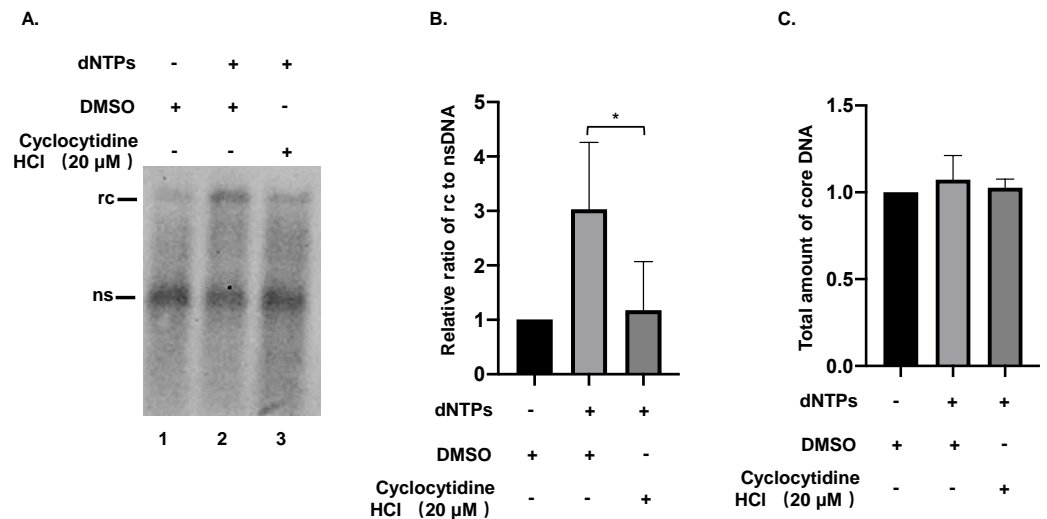 A.
dNTPs - + +
DMSO + + -
Cyclocytidine
HCl (20 µM ) - - +
rc
ns
1 2 3
B.
Relative ratio of rc to nsDNA
5
4
3
2
1
0
*
dNTPs - + +
DMSO + + -
Cyclocytidine
HCl (20 µM) - - +
C.
Total amount of core DNA
1.5
1.0
0.5
0.0
dNTPs - + +
DMSO + + -
Cyclocytidine
HCl (20 µM) - - +